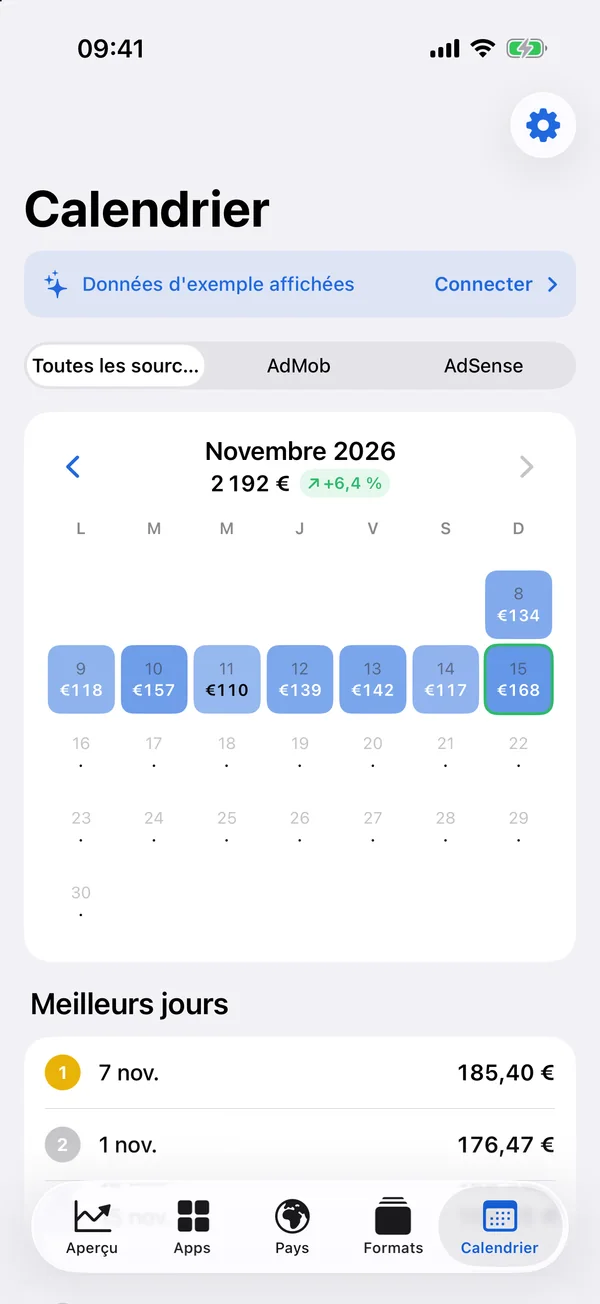 09:41
Calendrier
Données d'exemple affichées Connecter
Toutes les sourc... AdMob AdSense
Novembre 2026
2 192 € +6,4 %
L M M J V S D
8
€134
9 10 11 12 13 14 15
€118 €157 €110 €139 €142 €117 €168
16 17 18 19 20 21 22
. . . . . . .
23 24 25 26 27 28 29
. . . . . . .
30
.
Meilleurs jours
1 7 nov. 185,40 €
2 1 nov. 176,47 €
Aperçu Apps Pays Formats Calendrier